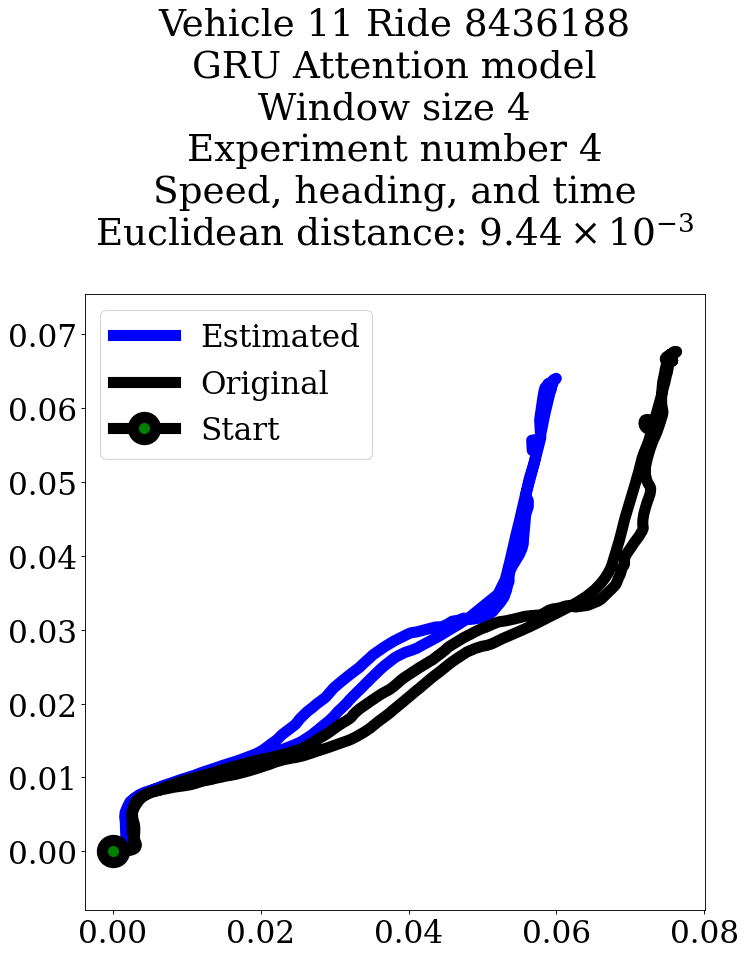 Vehicle 11 Ride 8436188
GRU Attention model
Window size 4
Experiment number 4
Speed, heading, and time
Euclidean distance: 9.44 × 10⁻³
Estimated
Original
Start
0.07
0.06
0.05
0.04
0.03
0.02
0.01
0.00
0.00 0.02 0.04 0.06 0.08